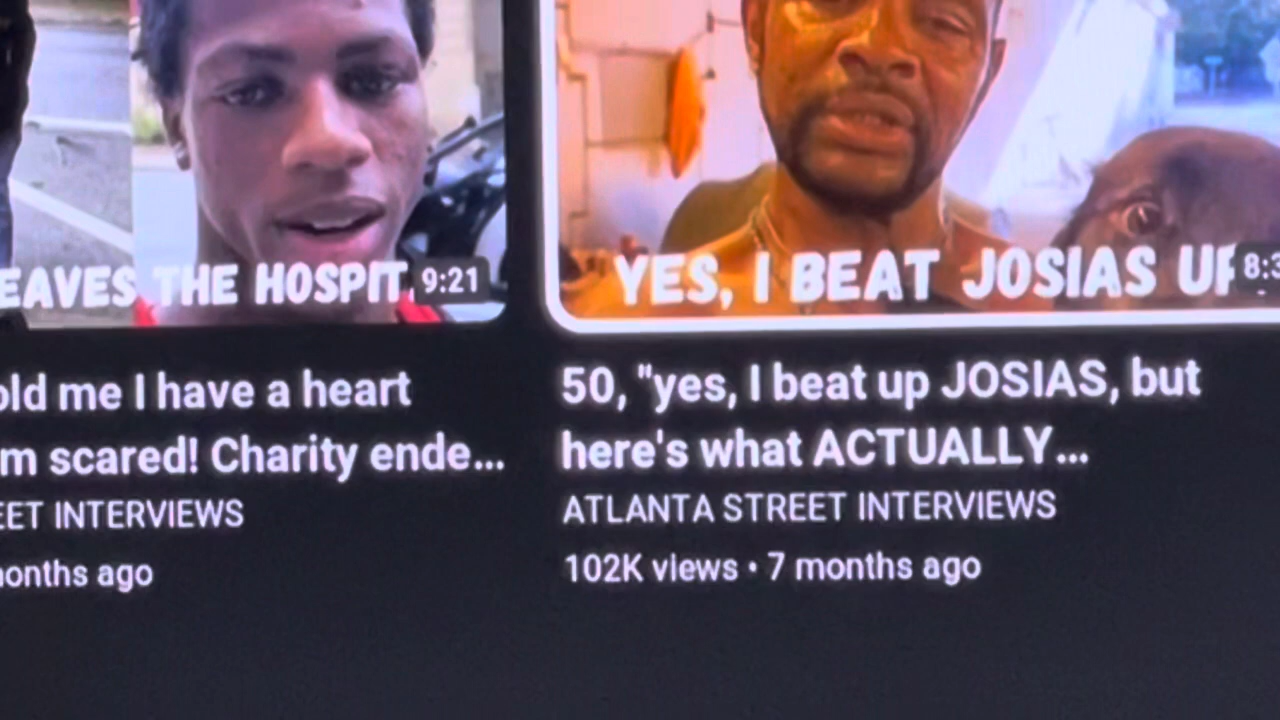 EAVES THE HOSPIT.
9:21
old me I have a heart
m scared! Charity ende...
EET INTERVIEWS
months ago
YES, I BEAT JOSIAS UP
8:3
50, "yes, I beat up JOSIAS, but
here's what ACTUALLY...
ATLANTA STREET INTERVIEWS
102K views • 7 months ago